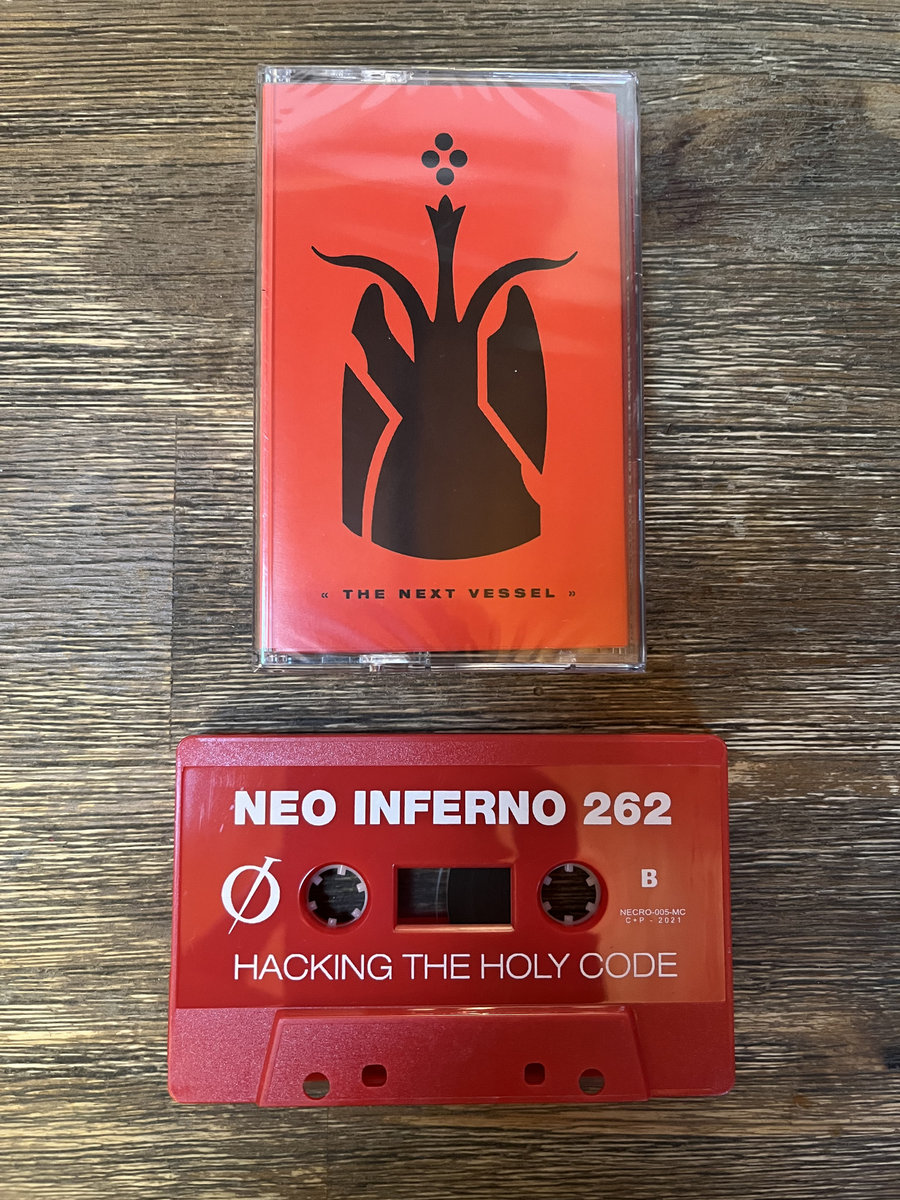 « THE NEXT VESSEL »
NEO INFERNO 262
Ø
B
NECRO-005-MC
C+P - 2021
HACKING THE HOLY CODE